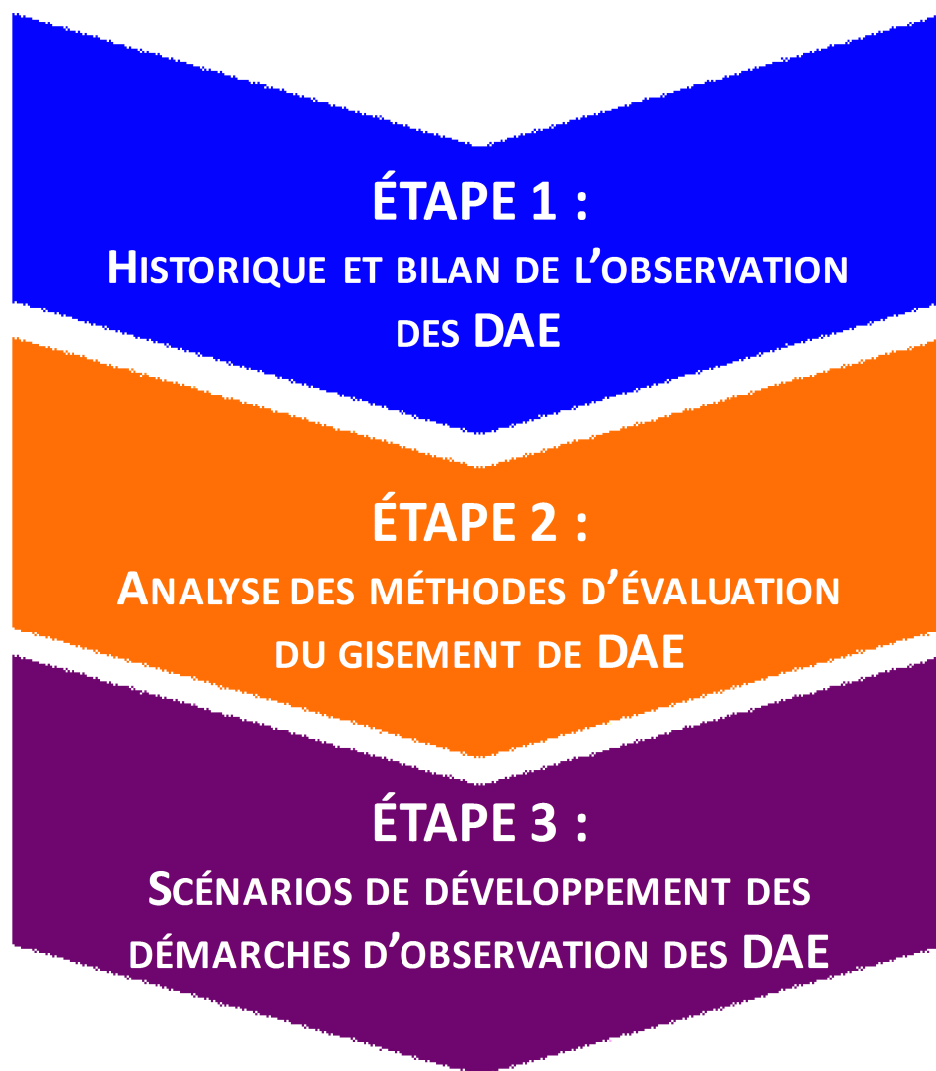 ÉTAPE 1 :
HISTORIQUE ET BILAN DE L’OBSERVATION
DES DAE
ÉTAPE 2 :
ANALYSE DES MÉTHODES D’ÉVALUATION
DU GISEMENT DE DAE
ÉTAPE 3 :
SCÉNARIOS DE DÉVELOPPEMENT DES
DÉMARCHES D’OBSERVATION DES DAE